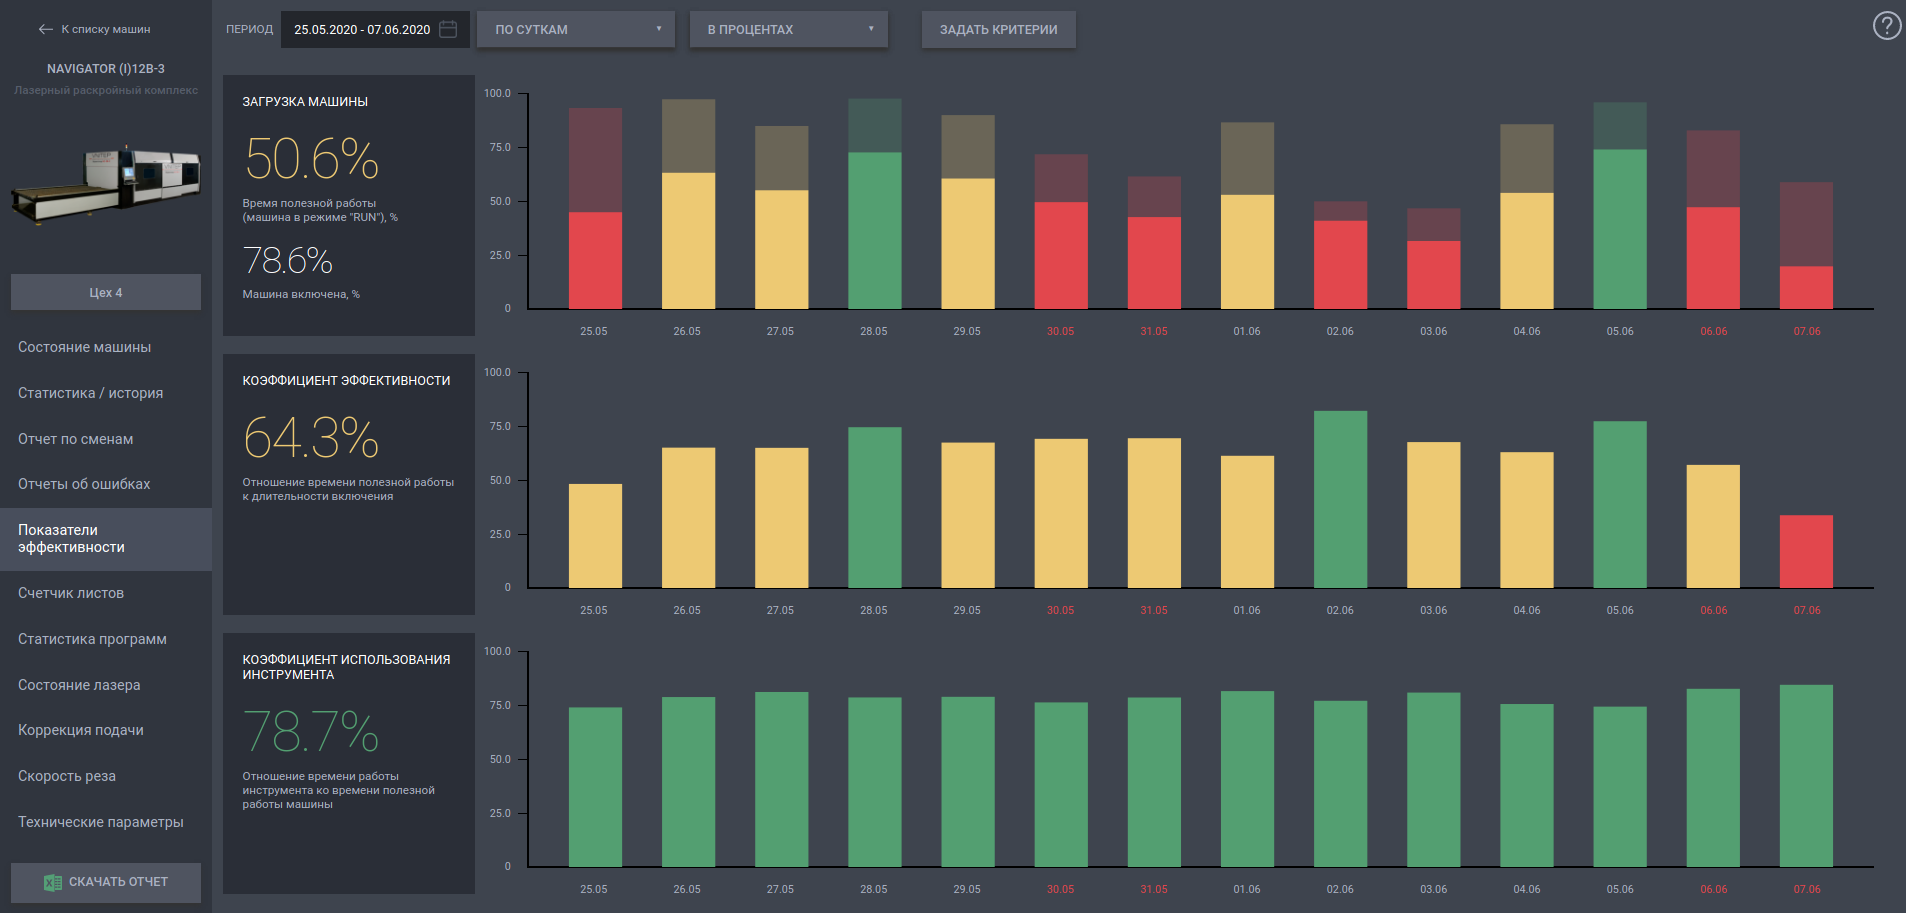 К списку машин
NAVIGATOR (I)12B-3
Лазерный раскройный комплекс
Цех 4
Состояние машины
Статистика / история
Отчет по сменам
Отчеты об ошибках
Показатели
эффективности
Счетчик листов
Статистика программ
Состояние лазера
Коррекция подачи
Скорость реза
Технические параметры
СКАЧАТЬ ОТЧЕТ
ПЕРИОД 25.05.2020 - 07.06.2020 ПО СУТКАМ В ПРОЦЕНТАХ ЗАДАТЬ КРИТЕРИИ ?
ЗАГРУЗКА МАШИНЫ
50.6%
Время полезной работы
(машина в режиме "RUN"), %
78.6%
Машина включена, %
100.0
75.0
50.0
25.0
0
25.05 26.05 27.05 28.05 29.05 30.05 31.05 01.06 02.06 03.06 04.06 05.06 06.06 07.06
КОЭФФИЦИЕНТ ЭФФЕКТИВНОСТИ
64.3%
Отношение времени полезной работы
к длительности включения
100.0
75.0
50.0
25.0
0
25.05 26.05 27.05 28.05 29.05 30.05 31.05 01.06 02.06 03.06 04.06 05.06 06.06 07.06
КОЭФФИЦИЕНТ ИСПОЛЬЗОВАНИЯ
ИНСТРУМЕНТА
78.7%
Отношение времени работы
инструмента ко времени полезной
работы машины
100.0
75.0
50.0
25.0
0
25.05 26.05 27.05 28.05 29.05 30.05 31.05 01.06 02.06 03.06 04.06 05.06 06.06 07.06